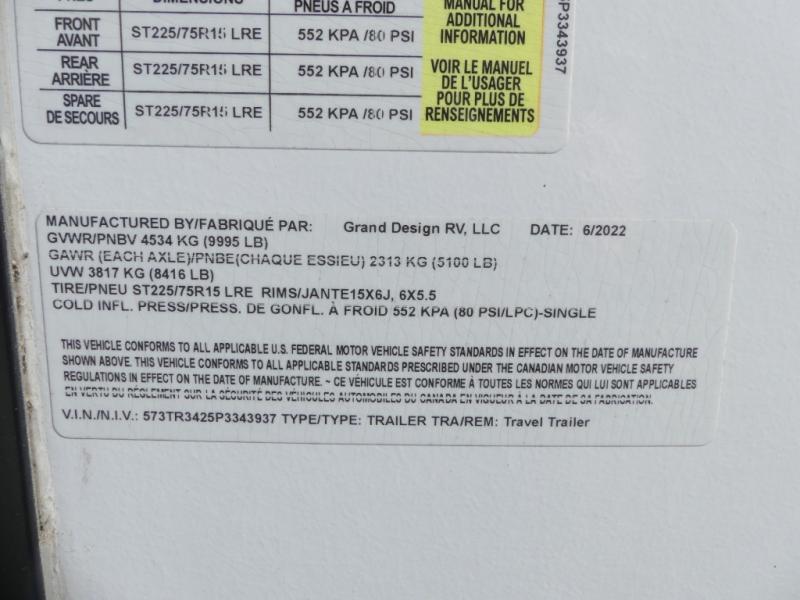 DIMENSIONS PNEUS À FROID
FRONT AVANT ST225/75R15 LRE 552 KPA /80 PSI
REAR ARRIÈRE ST225/75R15 LRE 552 KPA /80 PSI
SPARE DE SECOURS ST225/75R15 LRE 552 KPA /80 PSI
MANUAL FOR
ADDITIONAL
INFORMATION
VOIR LE MANUEL
DE L'USAGER
POUR PLUS DE
RENSEIGNEMENTS
5P3343937
MANUFACTURED BY/FABRIQUÉ PAR: Grand Design RV, LLC DATE: 6/2022
GVWR/PNBV 4534 KG (9995 LB)
GAWR (EACH AXLE)/PNBE(CHAQUE ESSIEU) 2313 KG (5100 LB)
UVW 3817 KG (8416 LB)
TIRE/PNEU ST225/75R15 LRE RIMS/JANTE15X6J, 6X5.5
COLD INFL. PRESS/PRESS. DE GONFL. À FROID 552 KPA (80 PSI/LPC)-SINGLE
THIS VEHICLE CONFORMS TO ALL APPLICABLE U.S. FEDERAL MOTOR VEHICLE SAFETY STANDARDS IN EFFECT ON THE DATE OF MANUFACTURE
SHOWN ABOVE. THIS VEHICLE CONFORMS TO ALL APPLICABLE STANDARDS PRESCRIBED UNDER THE CANADIAN MOTOR VEHICLE SAFETY
REGULATIONS IN EFFECT ON THE DATE OF MANUFACTURE. ~ CE VÉHICULE EST CONFORME À TOUTES LES NORMES QUI LUI SONT APPLICABLES
EN VERTU DU RÈGLEMENT SUR LA SÉCURITÉ DES VÉHICULES AUTOMOBILES DU CANADA EN VIGUEUR À LA DATE DE SA FABRICATION.
V.I.N./N.I.V.: 573TR3425P3343937 TYPE/TYPE: TRAILER TRA/REM: Travel Trailer